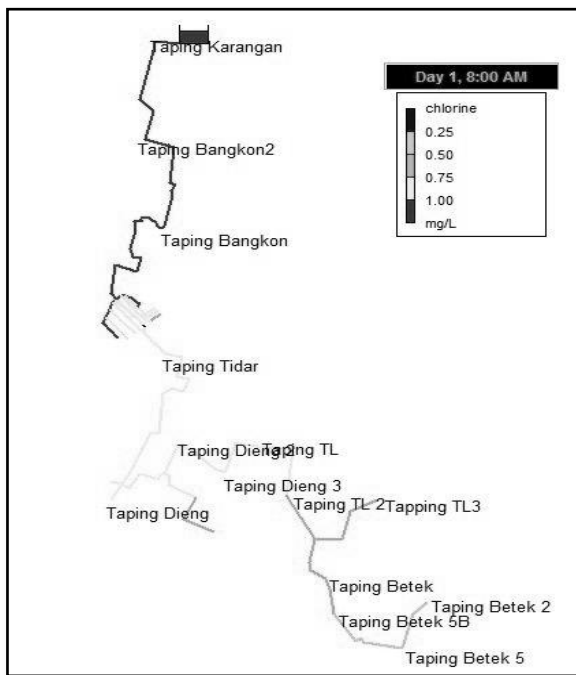 Taping Karangan
Day 1, 8:00 AM
chlorine
0.25
0.50
0.75
1.00
mg/L
Taping Bangkon2
Taping Bangkon
Taping Tidar
Taping Dieng 2
Taping TL
Taping Dieng 3
Taping TL 2
Tapping TL3
Taping Dieng
Taping Betek
Taping Betek 2
Taping Betek 5B
Taping Betek 5